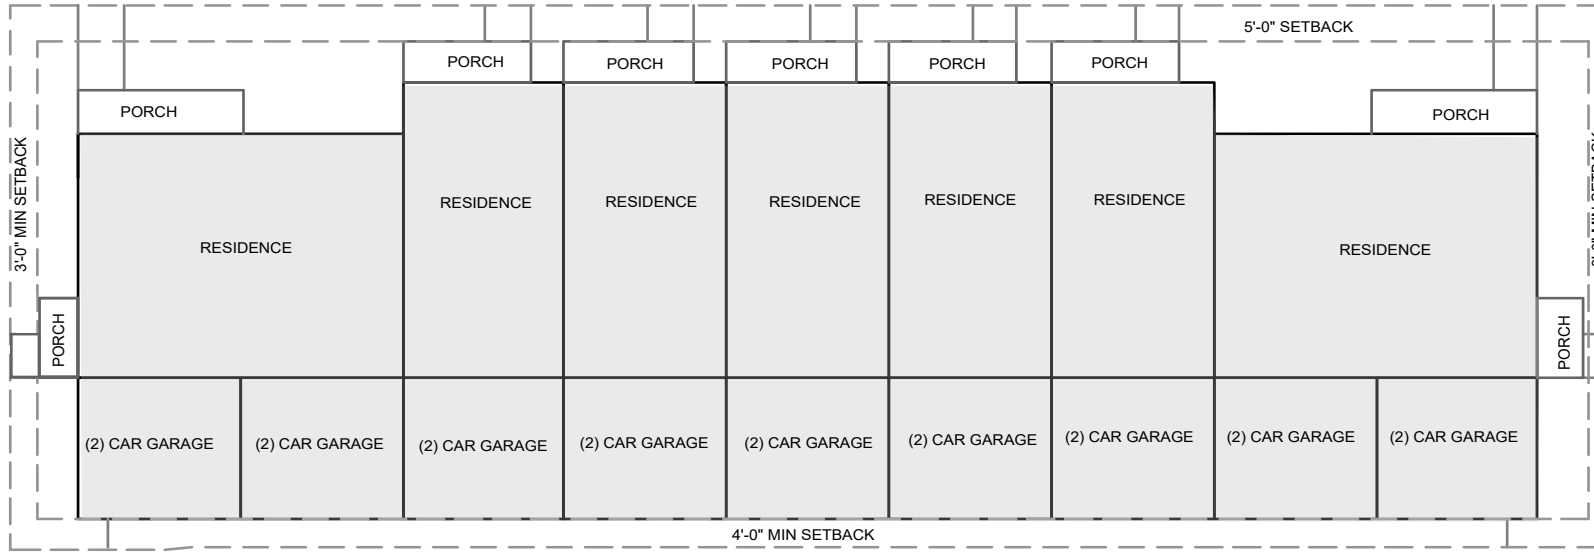 5'-0" SETBACK
PORCH
PORCH
PORCH
PORCH
PORCH
PORCH
PORCH
3'-0" MIN SETBACK
RESIDENCE
RESIDENCE
RESIDENCE
RESIDENCE
RESIDENCE
RESIDENCE
RESIDENCE
MIN SETBACK
PORCH
PORCH
(2) CAR GARAGE
(2) CAR GARAGE
(2) CAR GARAGE
(2) CAR GARAGE
(2) CAR GARAGE
(2) CAR GARAGE
(2) CAR GARAGE
(2) CAR GARAGE
(2) CAR GARAGE
4'-0" MIN SETBACK